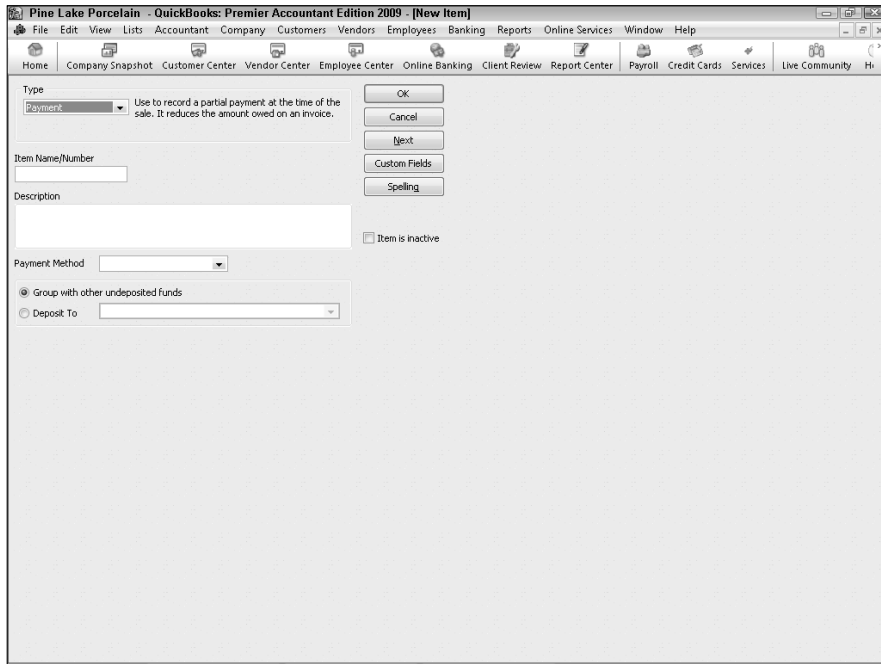 Pine Lake Porcelain - QuickBooks: Premier Accountant Edition 2009 - [New Item]
File Edit View Lists Accountant Company Customers Vendors Employees Banking Reports Online Services Window Help
Home Company Snapshot Customer Center Vendor Center Employee Center Online Banking Client Review Report Center Payroll Credit Cards Services Live Community
Type
Payment
Use to record a partial payment at the time of the
sale. It reduces the amount owed on an invoice.
OK
Cancel
Next
Custom Fields
Spelling
Item Name/Number
Description
Item is inactive
Payment Method
Group with other undeposited funds
Deposit To